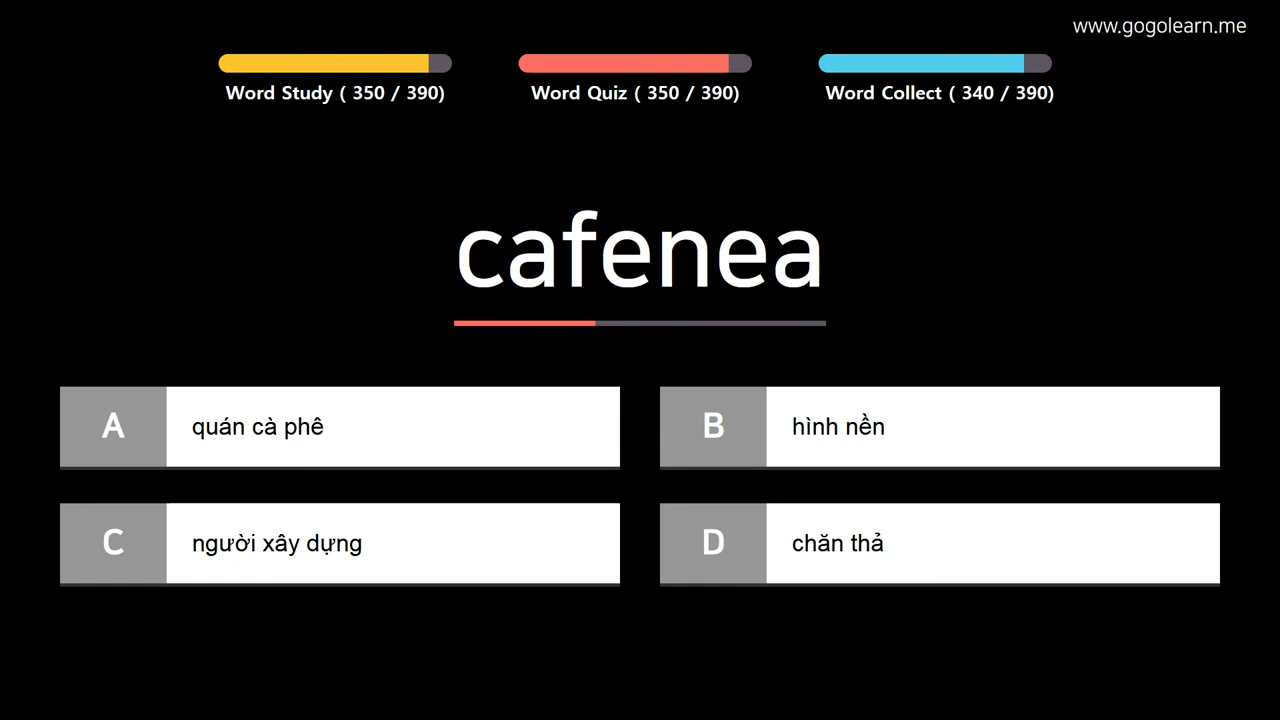 www.gogolearn.me
Word Study ( 350 / 390)
Word Quiz ( 350 / 390)
Word Collect ( 340 / 390)
cafenea
A
quán cà phê
B
hình nền
C
người xây dựng
D
chăn thả